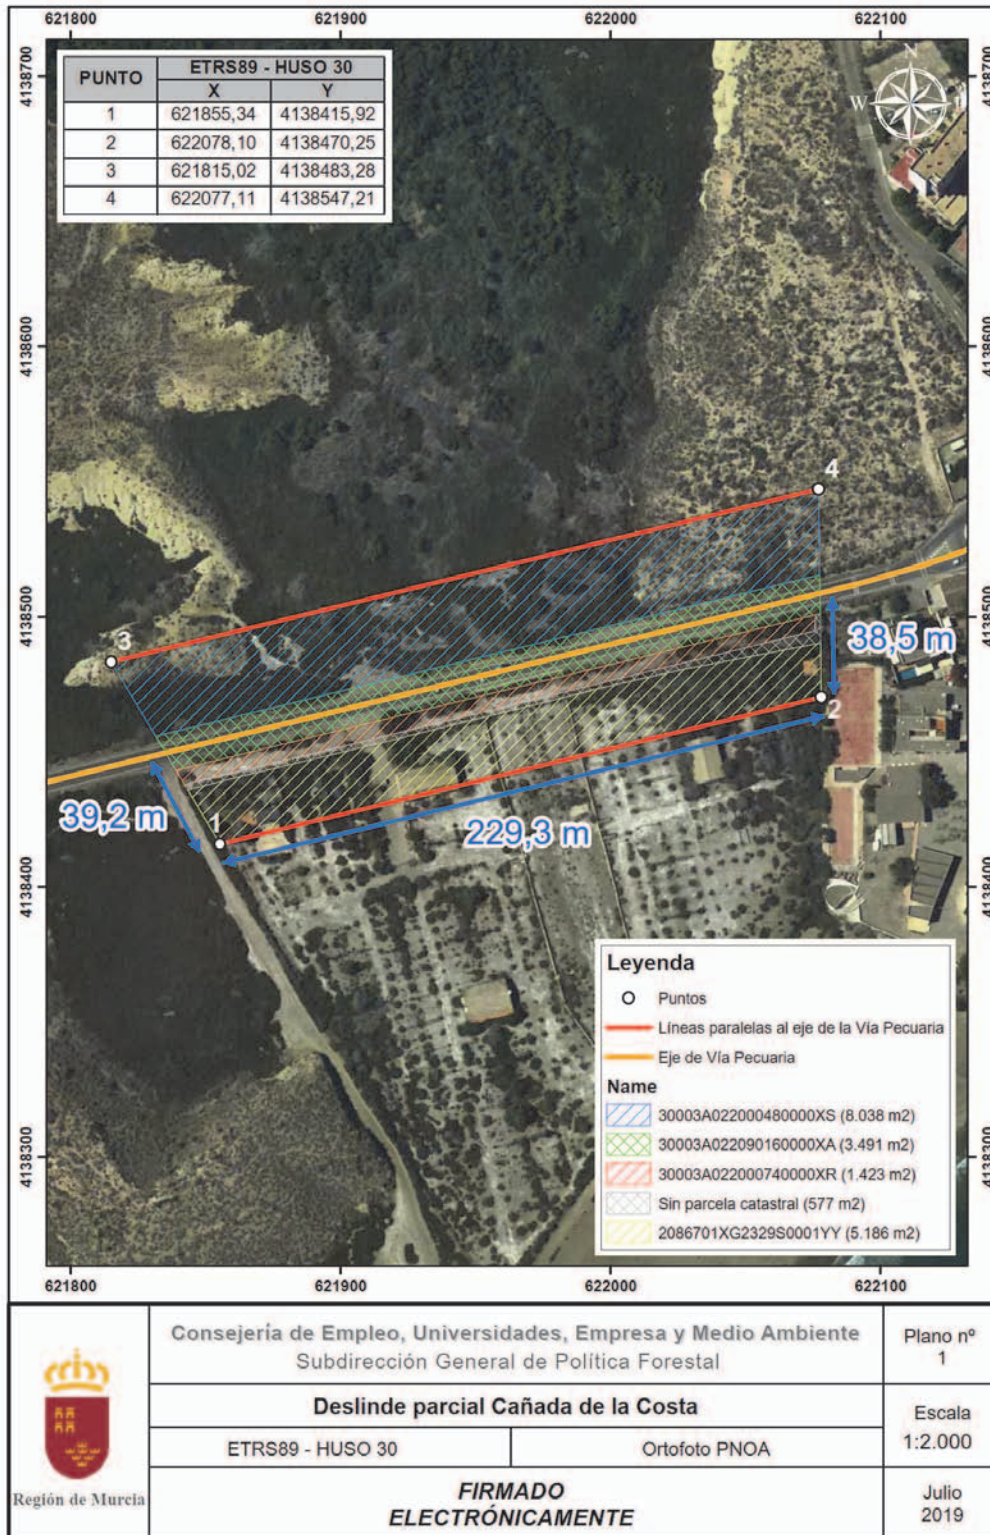 621800 621900 622000 622100
4138700 4138700
PUNTO ETRS89 - HUSO 30
X Y
1 621855,34 4138415,92
2 622078,10 4138470,25
3 621815,02 4138483,28
4 622077,11 4138547,21
N
W
S
4138600 4138600
4
4138500 4138500
3
38,5 m
2
39,2 m
1
229,3 m
4138400 4138400
Leyenda
Puntos
Líneas paralelas al eje de la Vía Pecuaria
Eje de Vía Pecuaria
Name
30003A022000480000XS (8.038 m2)
30003A022090160000XA (3.491 m2)
30003A022000740000XR (1.423 m2)
Sin parcela catastral (577 m2)
2086701XG2329S0001YY (5.186 m2)
4138300 4138300
621800 621900 622000 622100
Región de Murcia
Consejería de Empleo, Universidades, Empresa y Medio Ambiente
Subdirección General de Política Forestal
Plano nº
1
Deslinde parcial Cañada de la Costa
ETRS89 - HUSO 30 Ortofoto PNOA
Escala
1:2.000
FIRMADO
ELECTRÓNICAMENTE
Julio
2019